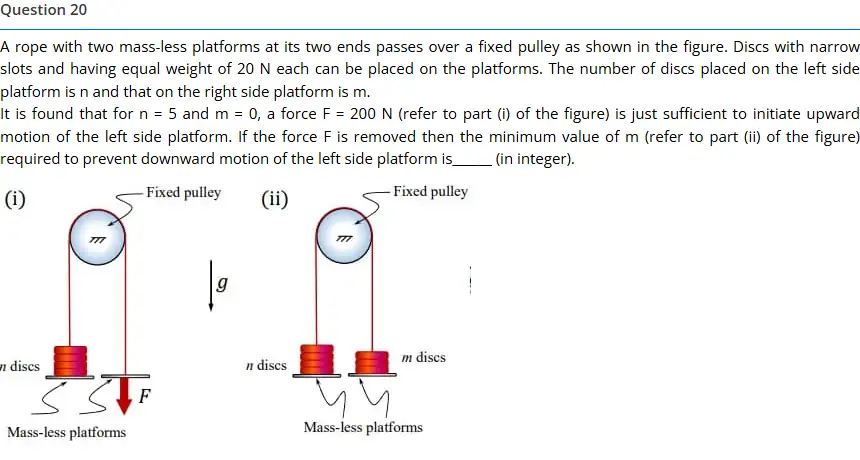 Question 20
A rope with two mass-less platforms at its two ends passes over a fixed pulley as shown in the figure. Discs with narrow
slots and having equal weight of 20 N each can be placed on the platforms. The number of discs placed on the left side
platform is n and that on the right side platform is m.
It is found that for n = 5 and m = 0, a force F = 200 N (refer to part (i) of the figure) is just sufficient to initiate upward
motion of the left side platform. If the force F is removed then the minimum value of m (refer to part (ii) of the figure)
required to prevent downward motion of the left side platform is_____ (in integer).
(i) Fixed pulley
(ii) Fixed pulley
g
n discs
F
Mass-less platforms
n discs
m discs
Mass-less platforms